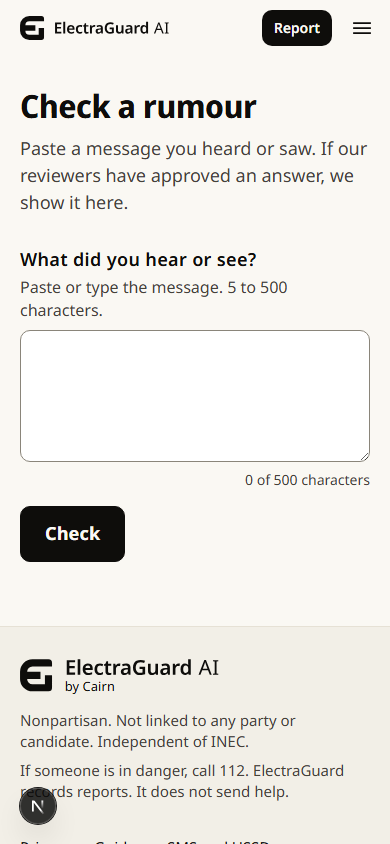 ElectraGuard AI
Report
Check a rumour
Paste a message you heard or saw. If our
reviewers have approved an answer, we
show it here.
What did you hear or see?
Paste or type the message. 5 to 500
characters.
0 of 500 characters
Check
ElectraGuard AI
by Cairn
Nonpartisan. Not linked to any party or
candidate. Independent of INEC.
If someone is in danger, call 112. ElectraGuard
records reports. It does not send help.
N